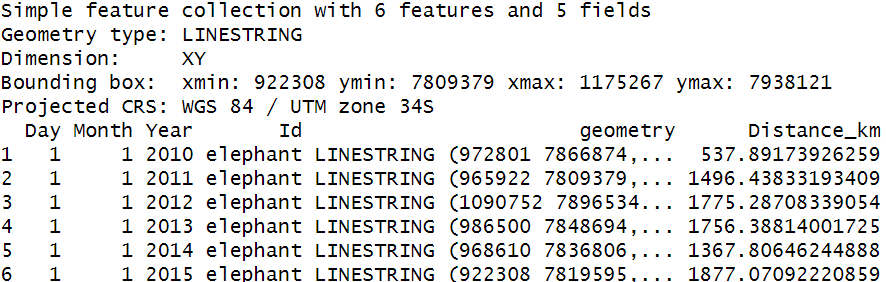 Simple feature collection with 6 features and 5 fields
Geometry type: LINESTRING
Dimension:     XY
Bounding box:  xmin: 922308 ymin: 7809379 xmax: 1175267 ymax: 7938121
Projected CRS: WGS 84 / UTM zone 34S
  Day Month Year       Id                       geometry      Distance_km
1   1     1 2010 elephant LINESTRING (972801 7866874,...  537.89173926259
2   1     1 2011 elephant LINESTRING (965922 7809379,... 1496.43833193409
3   1     1 2012 elephant LINESTRING (1090752 7896534... 1775.28708339054
4   1     1 2013 elephant LINESTRING (986500 7848694,... 1756.38814001725
5   1     1 2014 elephant LINESTRING (968610 7836806,... 1367.80646244888
6   1     1 2015 elephant LINESTRING (922308 7819595,... 1877.07092220859